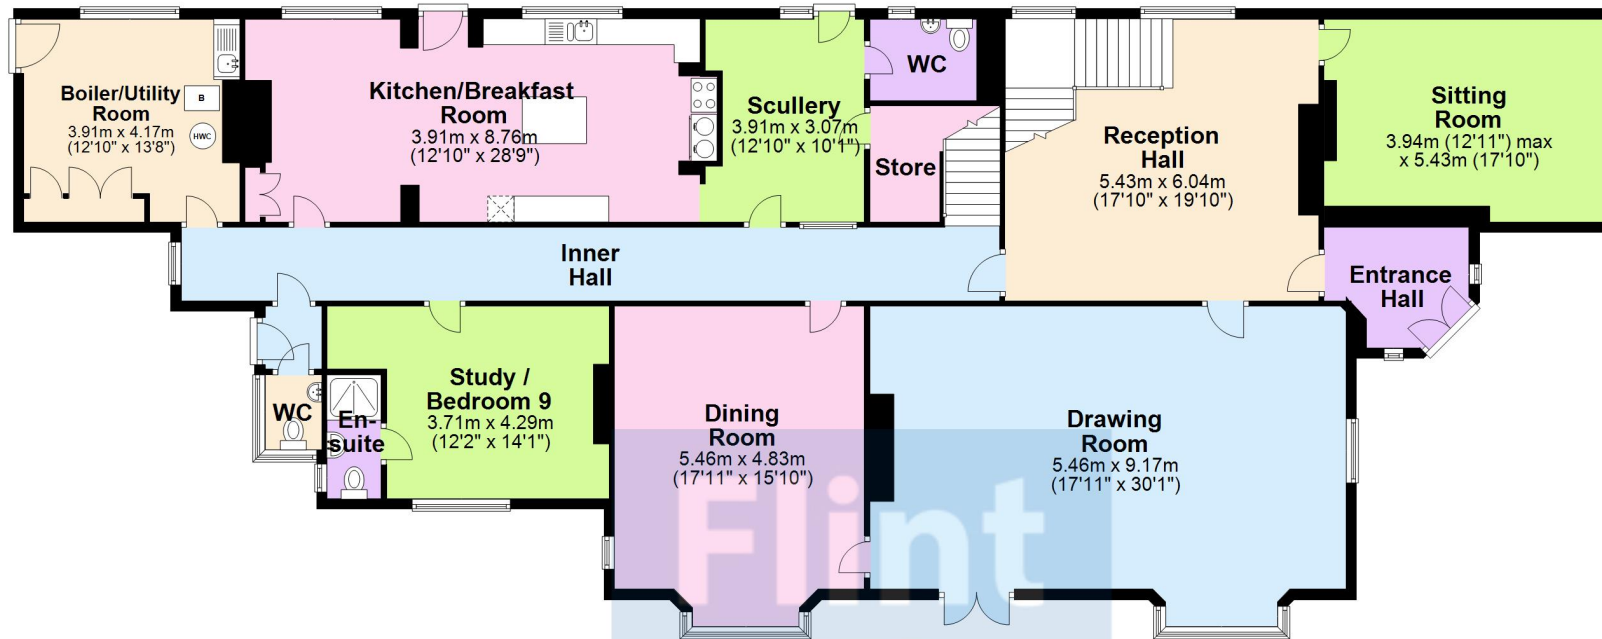 Boiler/Utility
Room
3.91m x 4.17m
(12'10" x 13'8")
B
HWC
Kitchen/Breakfast
Room
3.91m x 8.76m
(12'10" x 28'9")
Scullery
3.91m x 3.07m
(12'10" x 10'1")
WC
Store
Reception
Hall
5.43m x 6.04m
(17'10" x 19'10")
Sitting
Room
3.94m (12'11") max
x 5.43m (17'10")
Inner
Hall
Entrance
Hall
WC
En-
suite
Study /
Bedroom 9
3.71m x 4.29m
(12'2" x 14'1")
Dining
Room
5.46m x 4.83m
(17'11" x 15'10")
Drawing
Room
5.46m x 9.17m
(17'11" x 30'1")
Flint